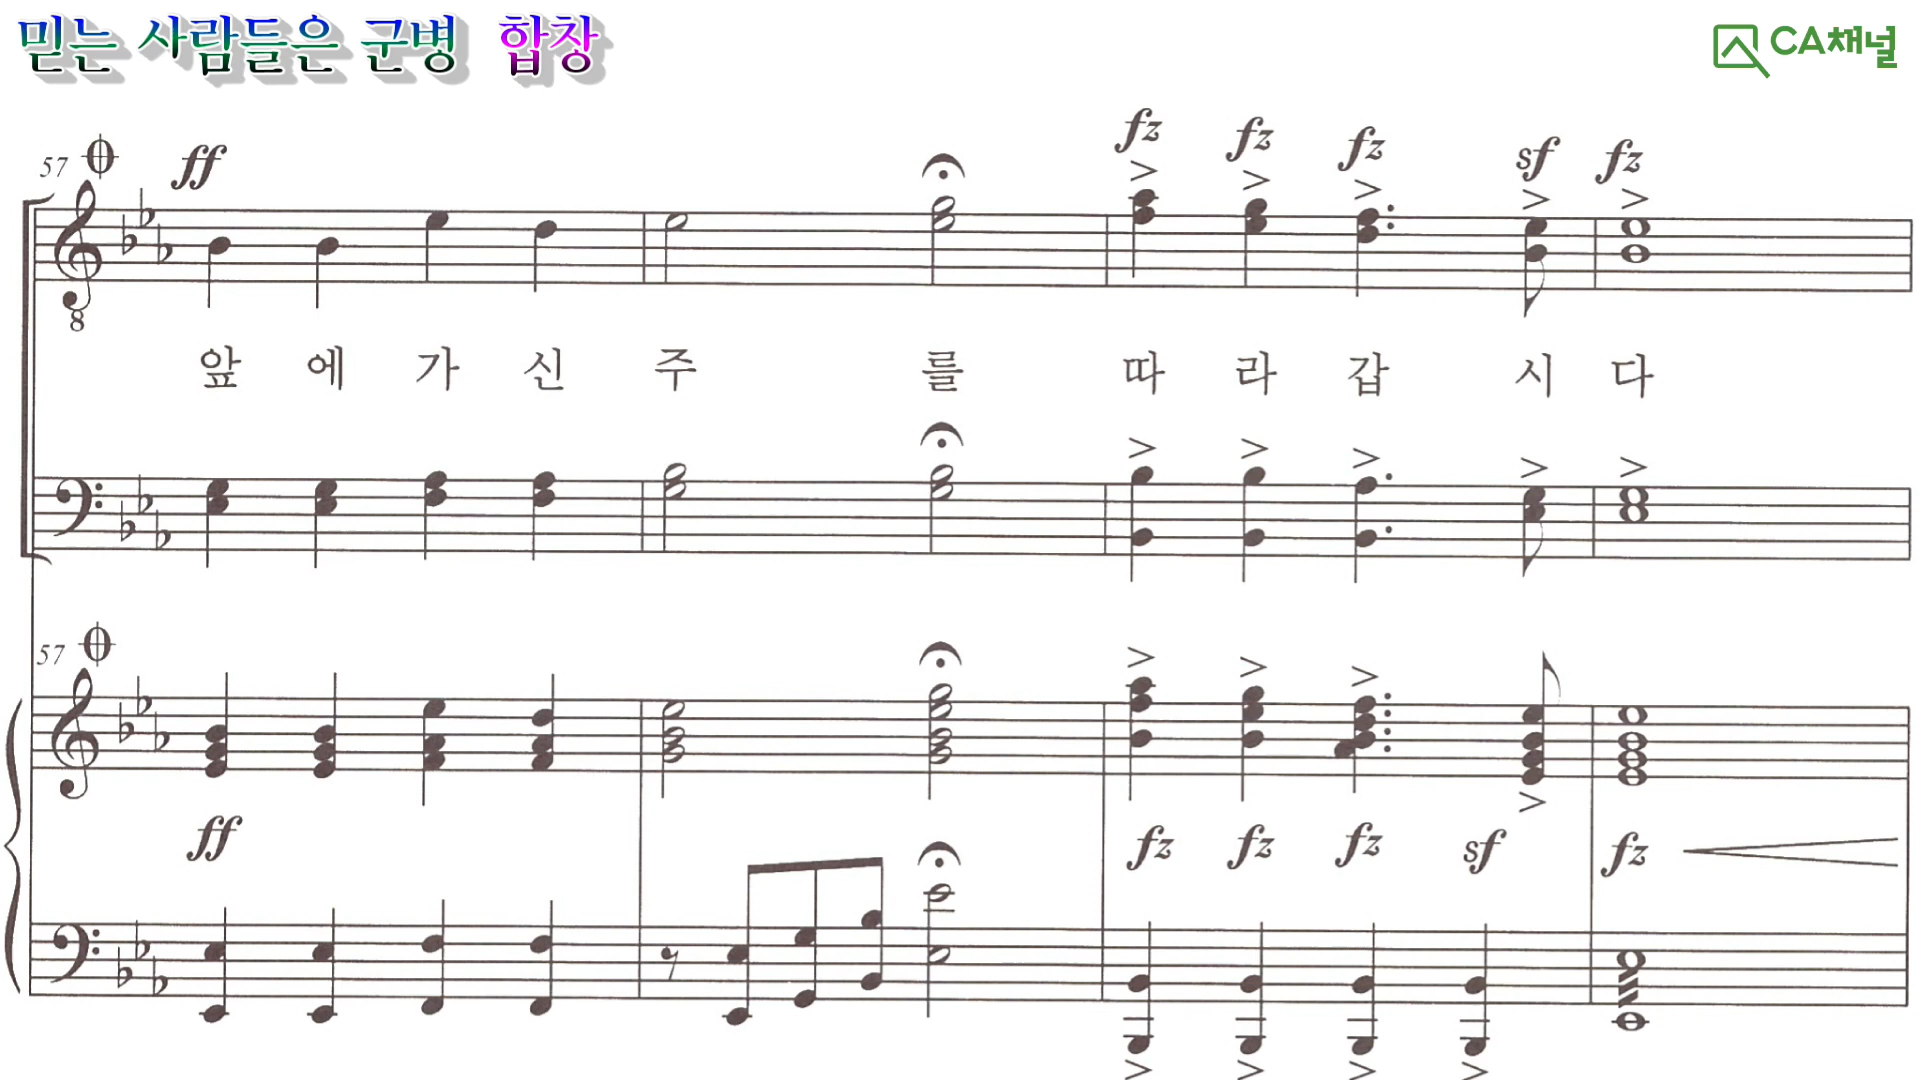 믿는 사람들은 군병 합창
CA채널
fz fz fz sf fz
57 ff
8
앞 에 가 신 주 를 따 라 갑 시 다
57
ff fz fz fz sf fz